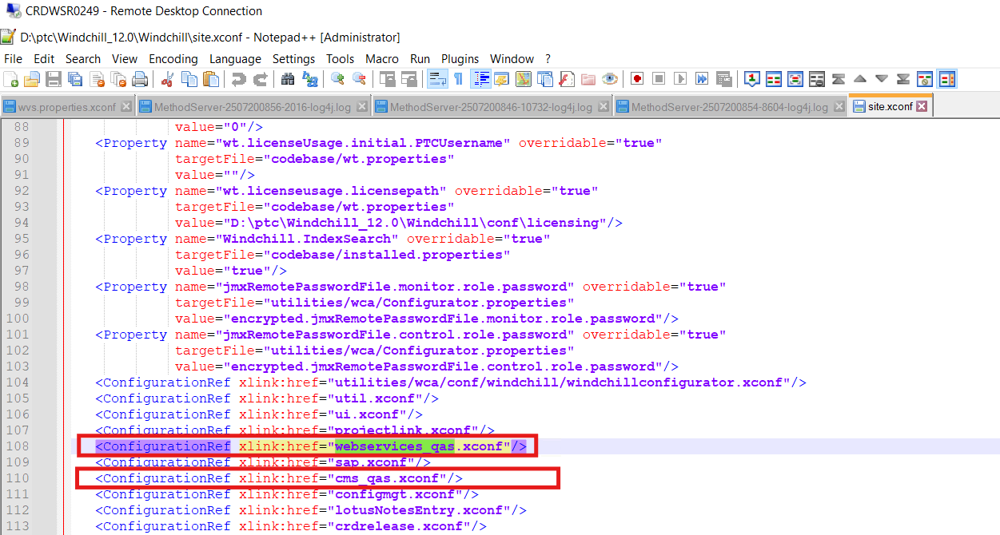 CRDWSR0249 - Remote Desktop Connection
D:\ptc\Windchill_12.0\Windchill\site.xconf - Notepad++ [Administrator]
File Edit Search View Encoding Language Settings Tools Macro Run Plugins Window ?
wvs.properties.xconf MethodServer-2507200856-2016-log4j.log MethodServer-2507200846-10732-log4j.log MethodServer-2507200854-8604-log4j.log site.xconf
88 value="0"/>
89 <Property name="wt.licenseUsage.initial.PTCUsername" overridable="true"
90 targetFile="codebase/wt.properties"
91 value=""/>
92 <Property name="wt.licenseusage.licensepath" overridable="true"
93 targetFile="codebase/wt.properties"
94 value="D:\ptc\Windchill_12.0\Windchill\conf\licensing"/>
95 <Property name="Windchill.IndexSearch" overridable="true"
96 targetFile="codebase/installed.properties"
97 value="true"/>
98 <Property name="jmxRemotePasswordFile.monitor.role.password" overridable="true"
99 targetFile="utilities/wca/Configurator.properties"
100 value="encrypted.jmxRemotePasswordFile.monitor.role.password"/>
101 <Property name="jmxRemotePasswordFile.control.role.password" overridable="true"
102 targetFile="utilities/wca/Configurator.properties"
103 value="encrypted.jmxRemotePasswordFile.control.role.password"/>
104 <ConfigurationRef xlink:href="utilities/wca/conf/windchill/windchillconfigurator.xconf"/>
105 <ConfigurationRef xlink:href="util.xconf"/>
106 <ConfigurationRef xlink:href="ui.xconf"/>
107 <ConfigurationRef xlink:href="projectlink.xconf"/>
108 <ConfigurationRef xlink:href="webservices_qas.xconf"/>
109 <ConfigurationRef xlink:href="sap.xconf"/>
110 <ConfigurationRef xlink:href="cms_qas.xconf"/>
111 <ConfigurationRef xlink:href="configmgt.xconf"/>
112 <ConfigurationRef xlink:href="lotusNotesEntry.xconf"/>
113 <ConfigurationRef xlink:href="crdrelease.xconf"/>